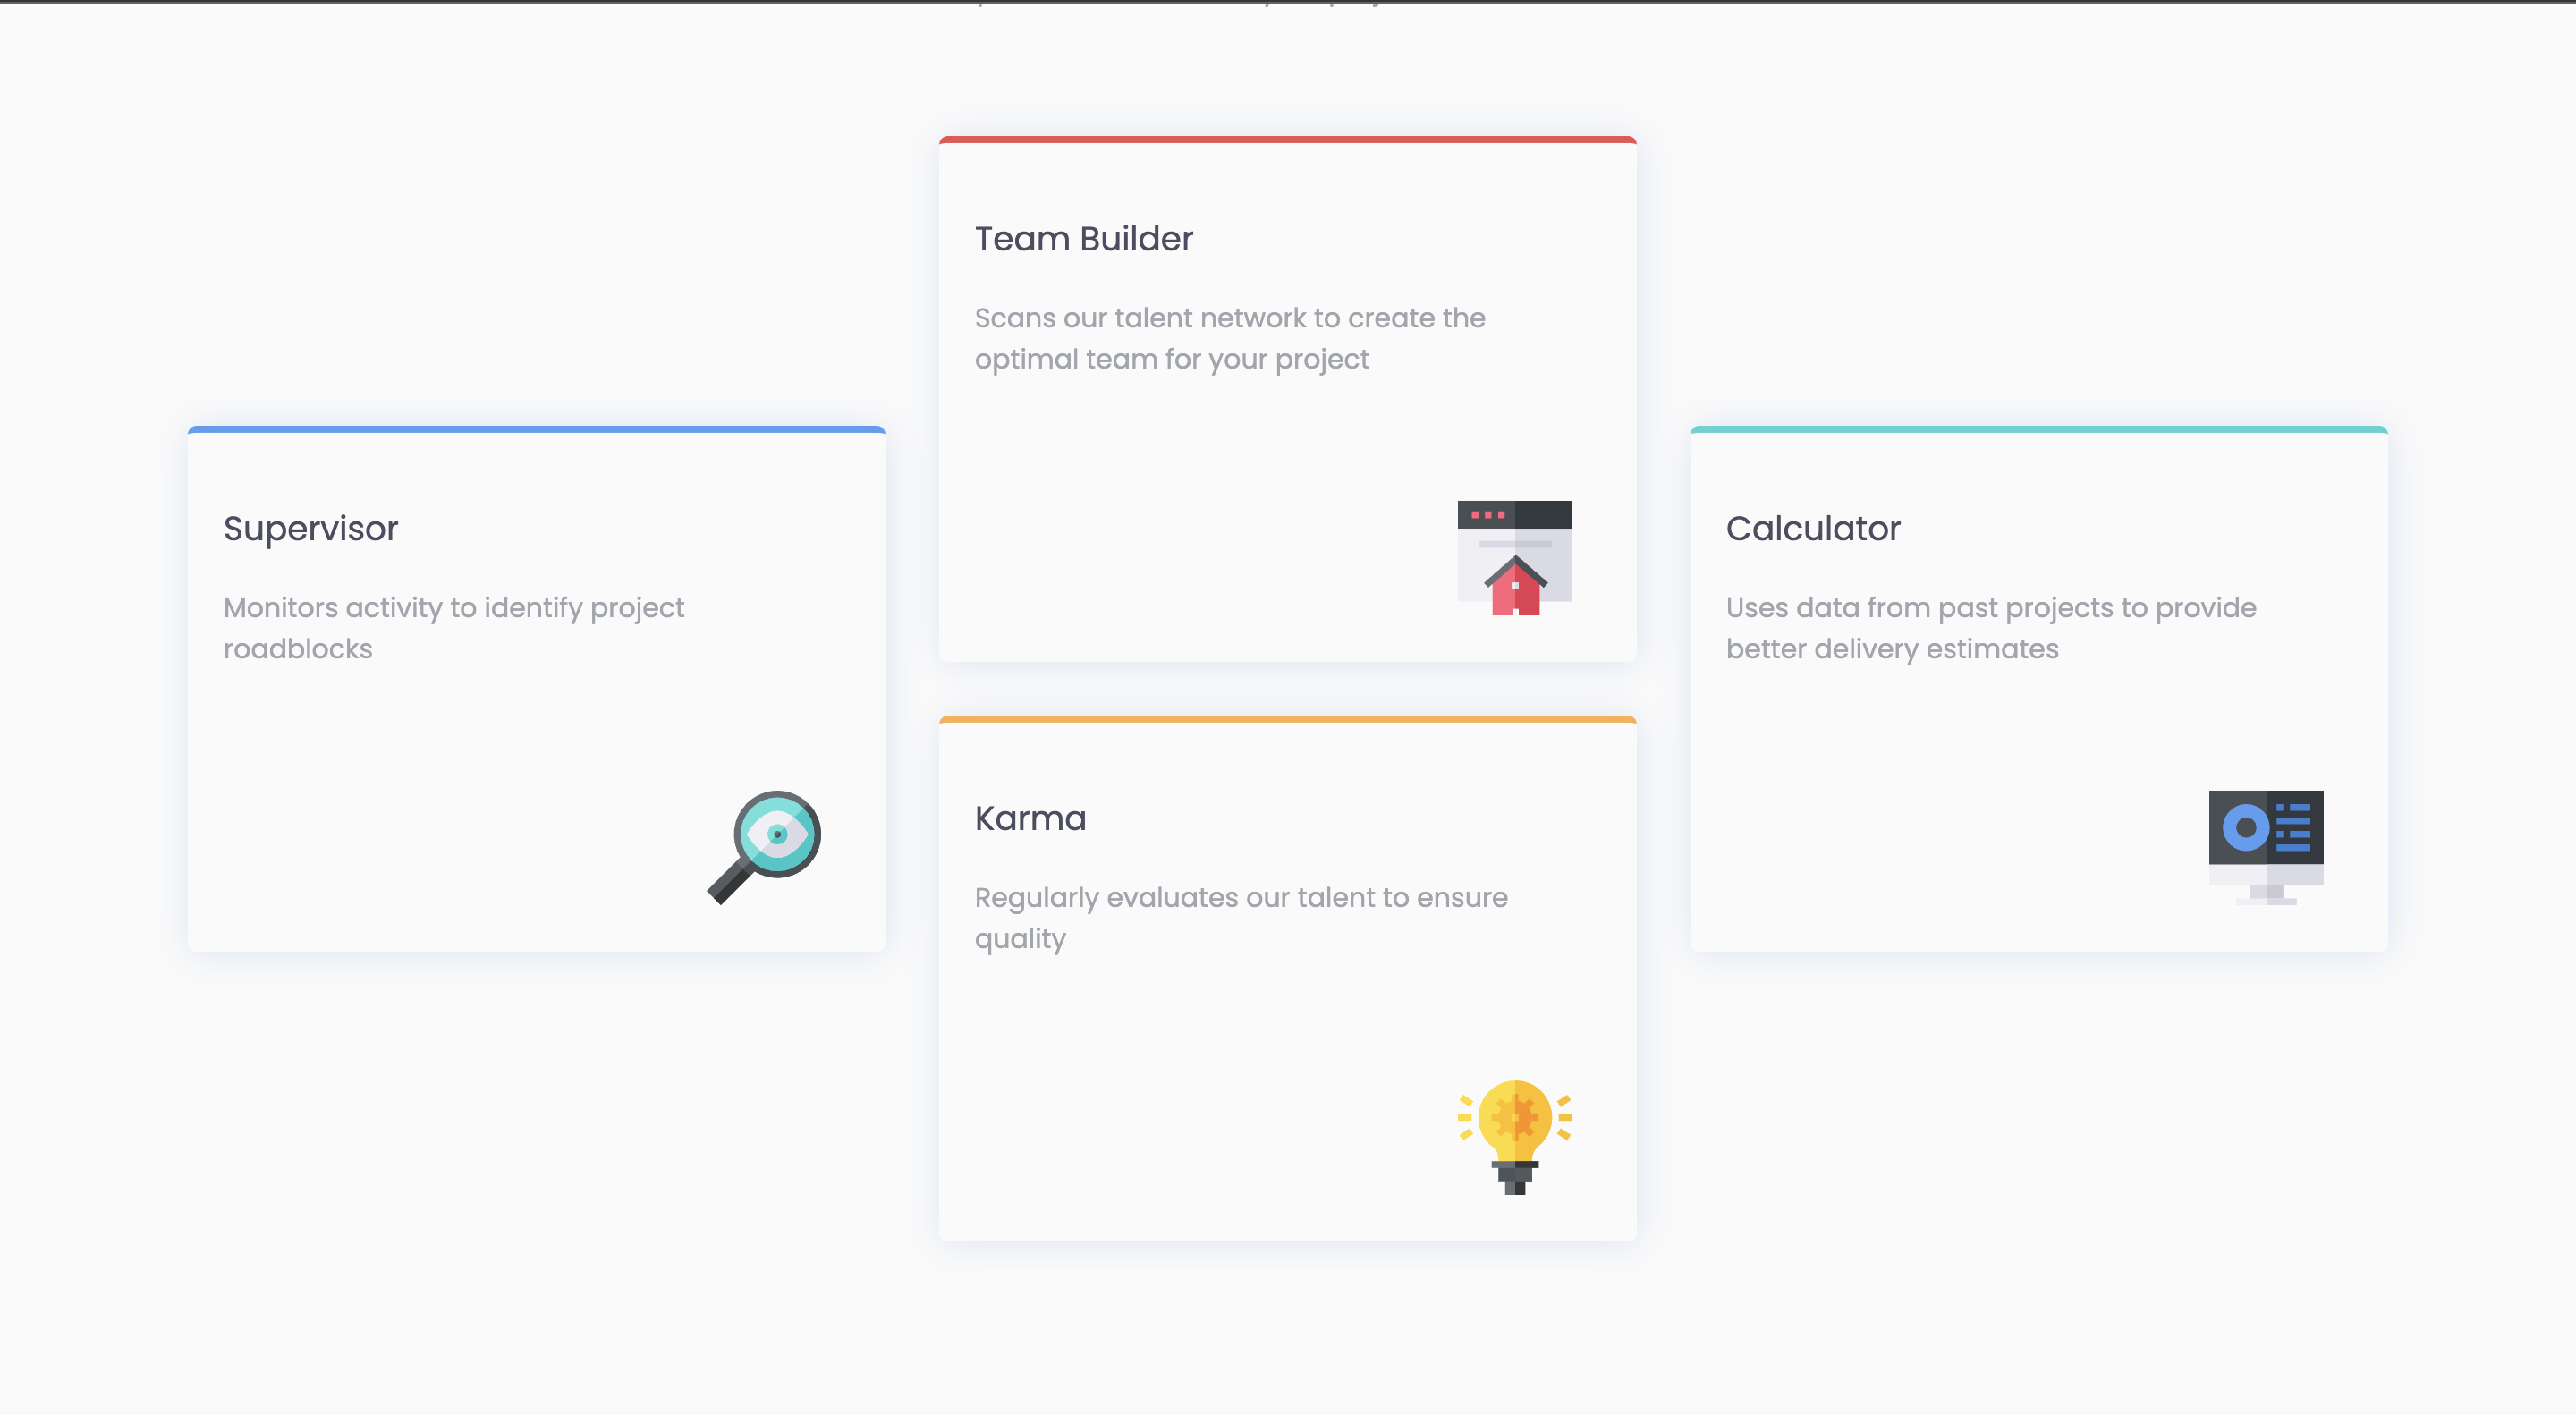 Team Builder
Scans our talent network to create the
optimal team for your project
Supervisor
Monitors activity to identify project
roadblocks
Calculator
Uses data from past projects to provide
better delivery estimates
Karma
Regularly evaluates our talent to ensure
quality